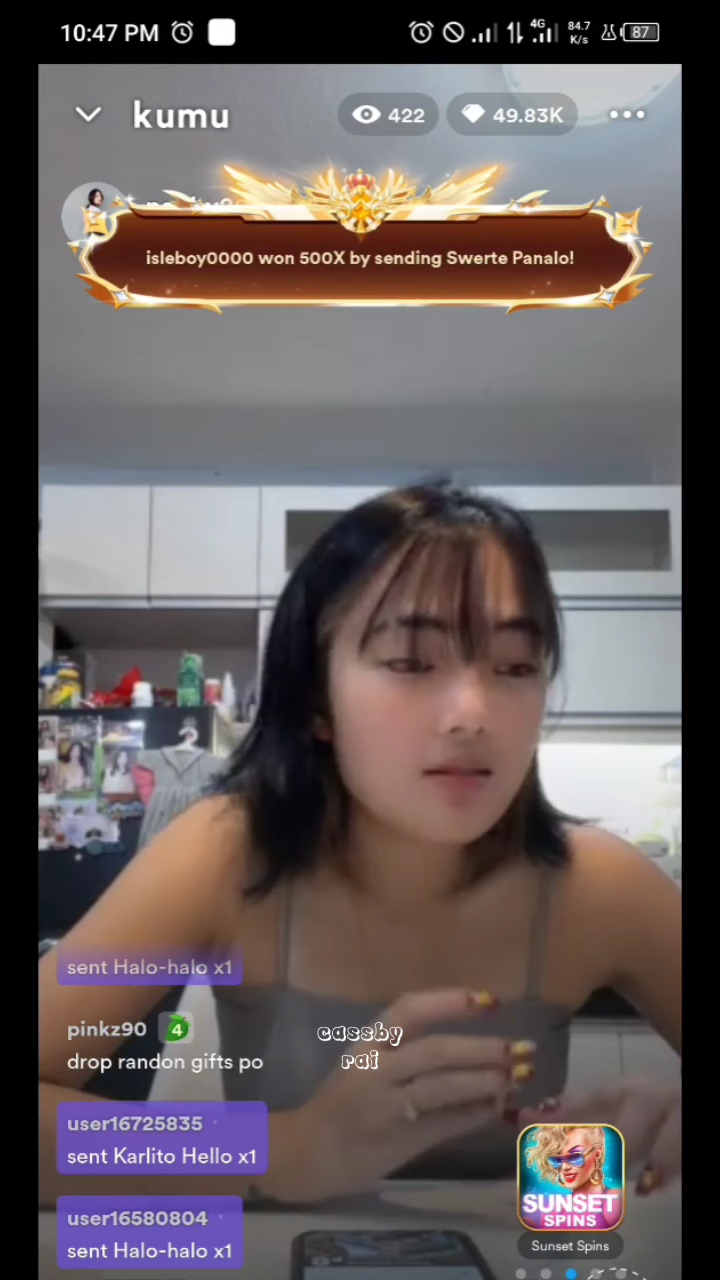 10:47 PM
4G
84.7
K/s
87
kumu
422
49.83K
isleboy0000 won 500X by sending Swerte Panalo!
sent Halo-halo x1
pinkz90
4
drop randon gifts po
cassby
rai
user16725835
sent Karlito Hello x1
user16580804
sent Halo-halo x1
SUNSET
SPINS
Sunset Spins